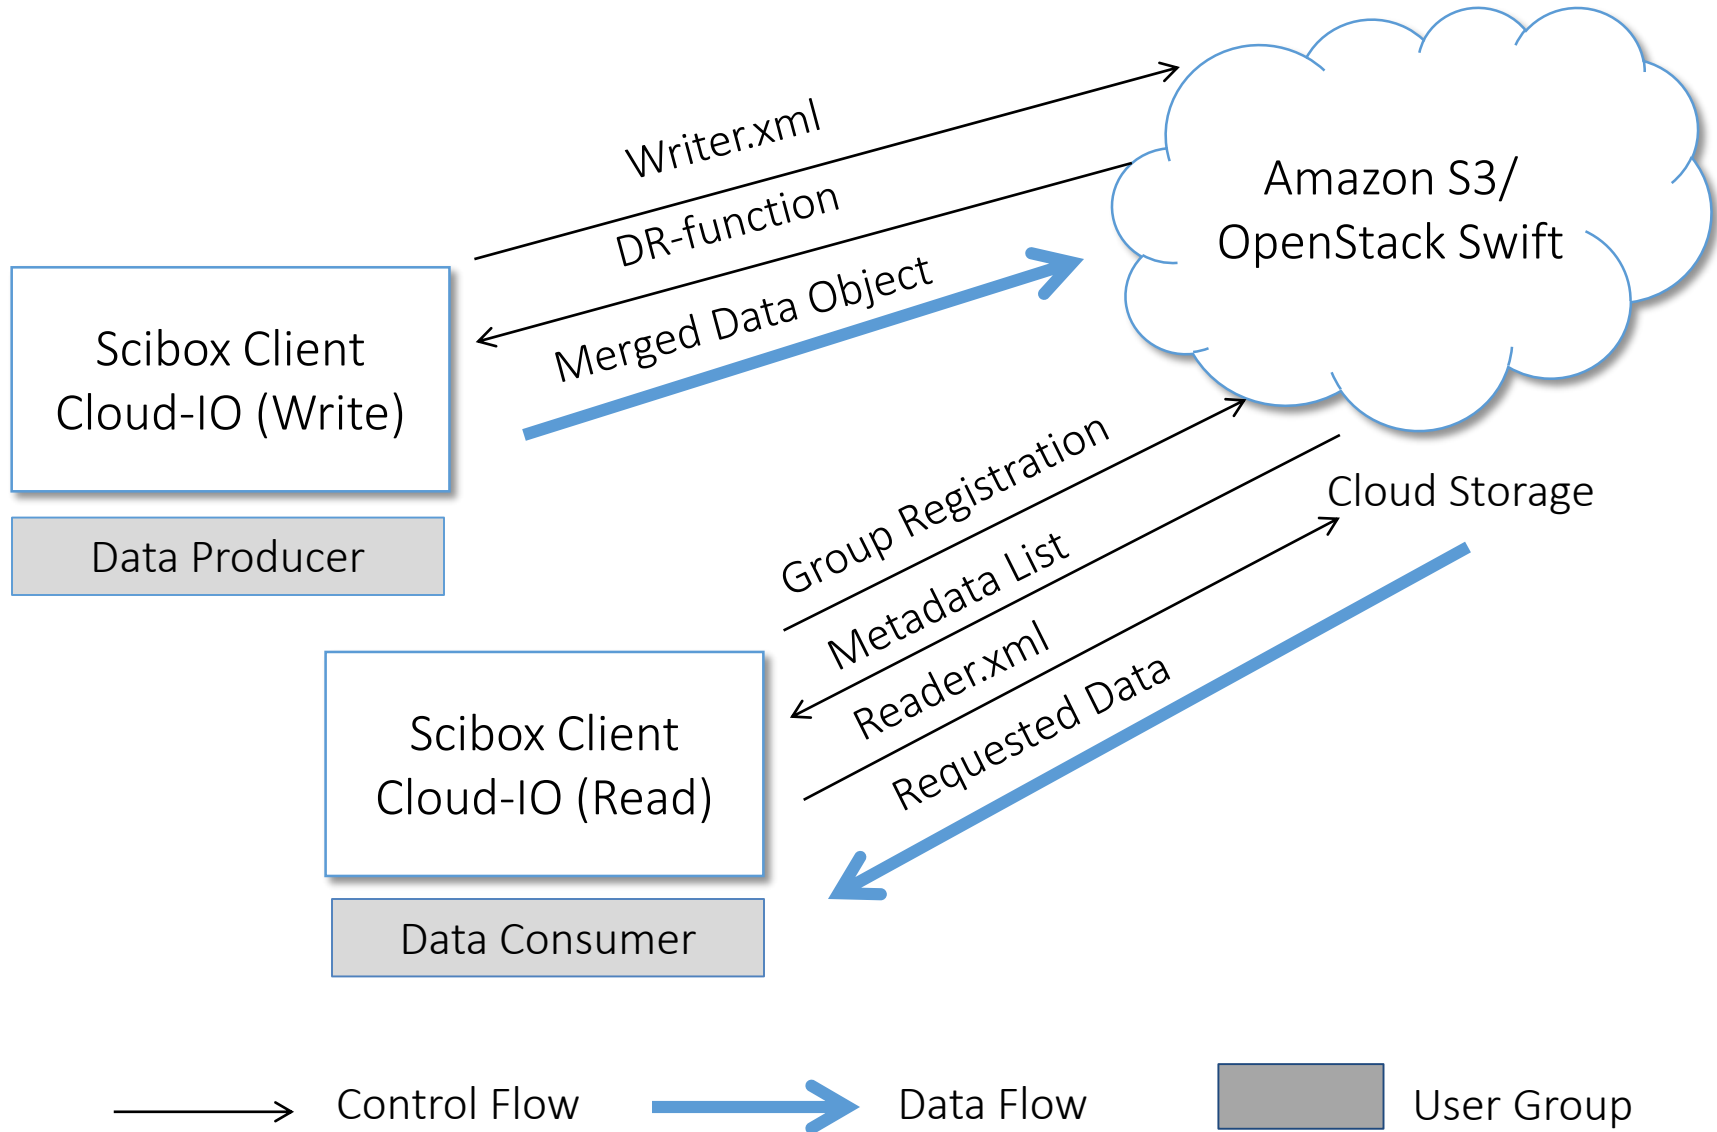 Writer.xml
DR-function
Merged Data Object
Amazon S3/
OpenStack Swift
Scibox Client
Cloud-IO (Write)
Data Producer
Cloud Storage
Group Registration
Metadata List
Reader.xml
Requested Data
Scibox Client
Cloud-IO (Read)
Data Consumer
Control Flow
Data Flow
User Group